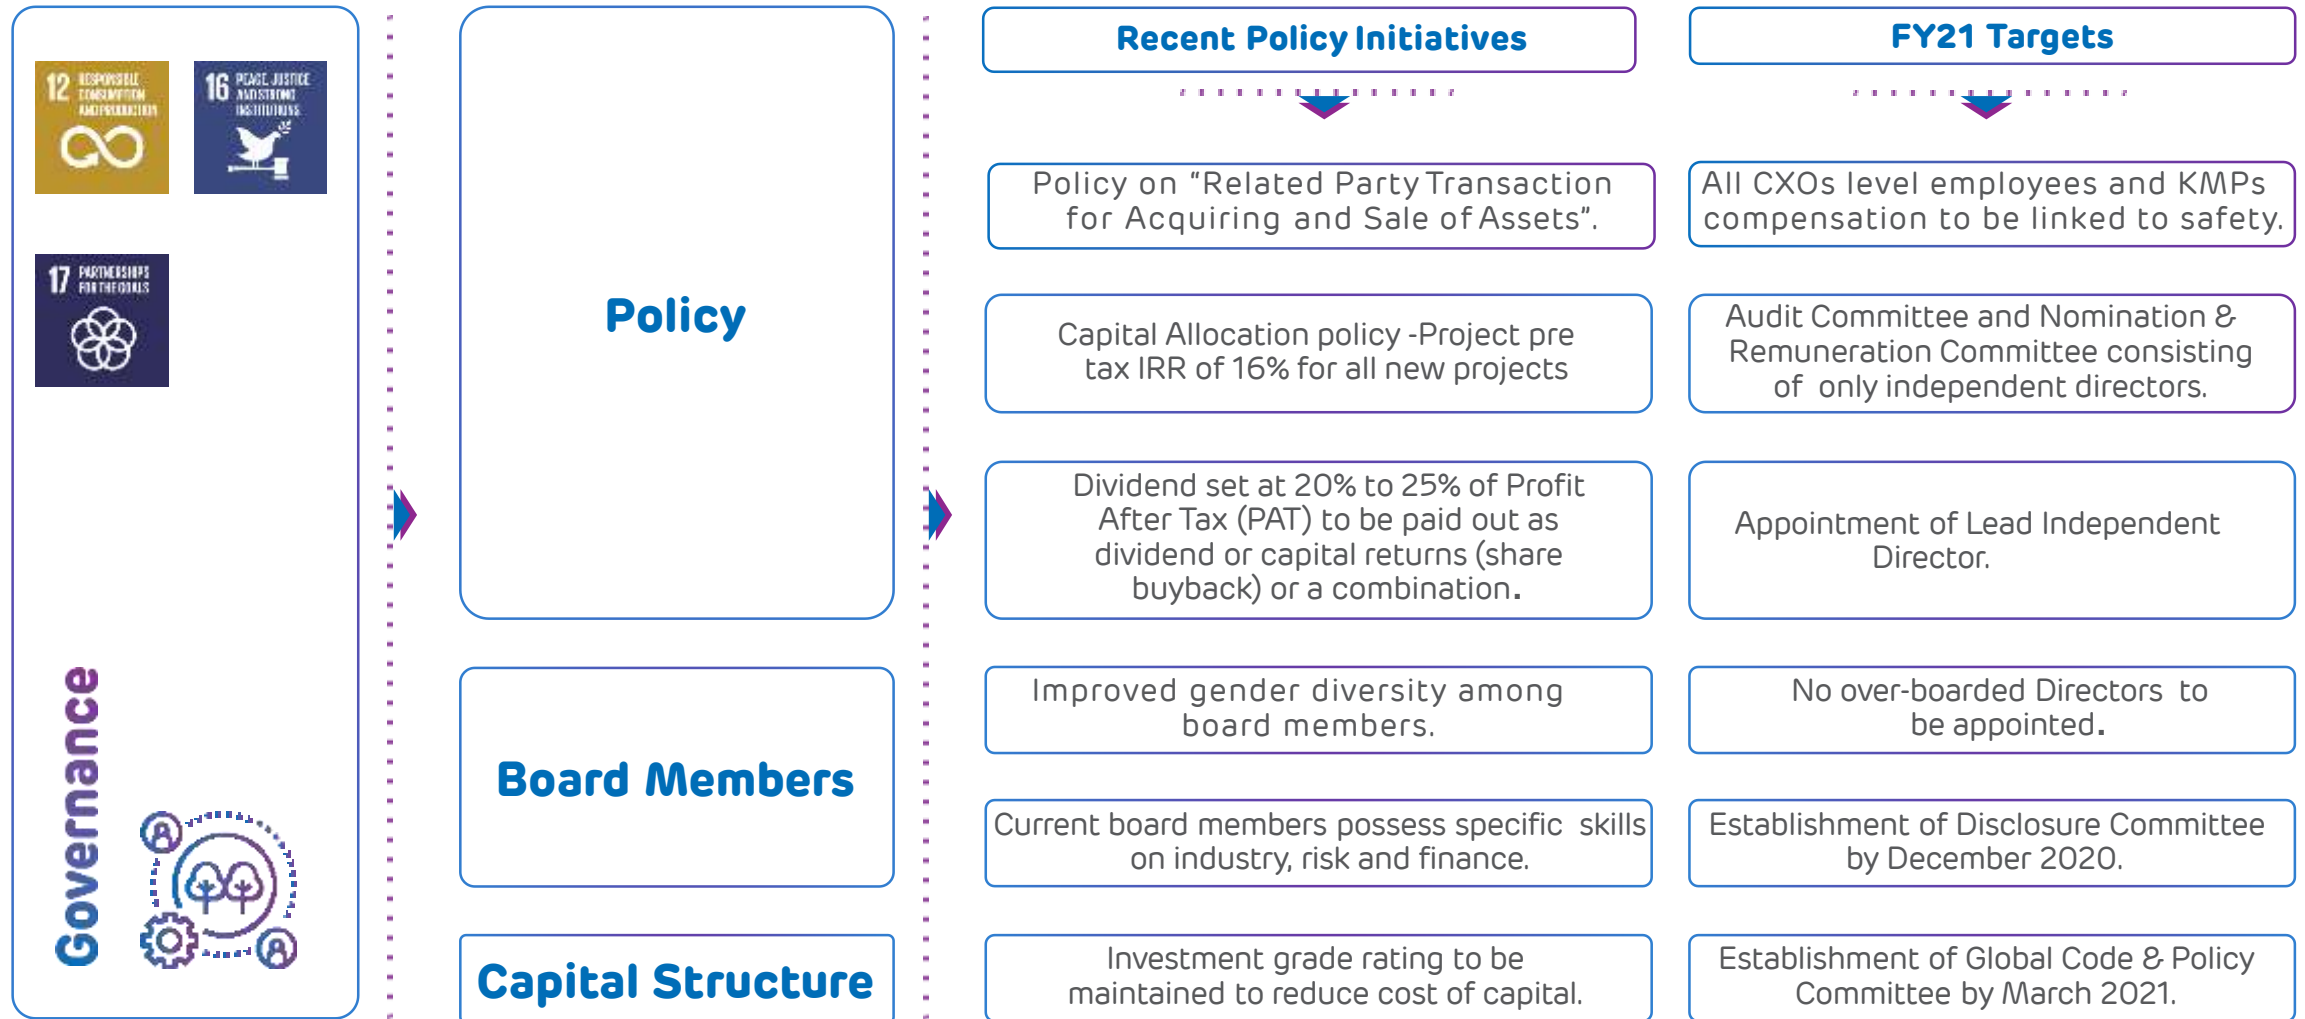 12 RESPONSIBLE
CONSUMPTION
AND PRODUCTION
16 PEACE, JUSTICE
AND STRONG
INSTITUTIONS
17 PARTNERSHIPS
FOR THE GOALS
Governance
Policy
Board Members
Capital Structure
Recent Policy Initiatives
Policy on “Related Party Transaction
for Acquiring and Sale of Assets”.
Capital Allocation policy -Project pre
tax IRR of 16% for all new projects
Dividend set at 20% to 25% of Profit
After Tax (PAT) to be paid out as
dividend or capital returns (share
buyback) or a combination.
Improved gender diversity among
board members.
Current board members possess specific skills
on industry, risk and finance.
Investment grade rating to be
maintained to reduce cost of capital.
FY21 Targets
All CXOs level employees and KMPs
compensation to be linked to safety.
Audit Committee and Nomination &
Remuneration Committee consisting
of only independent directors.
Appointment of Lead Independent
Director.
No over-boarded Directors to
be appointed.
Establishment of Disclosure Committee
by December 2020.
Establishment of Global Code & Policy
Committee by March 2021.